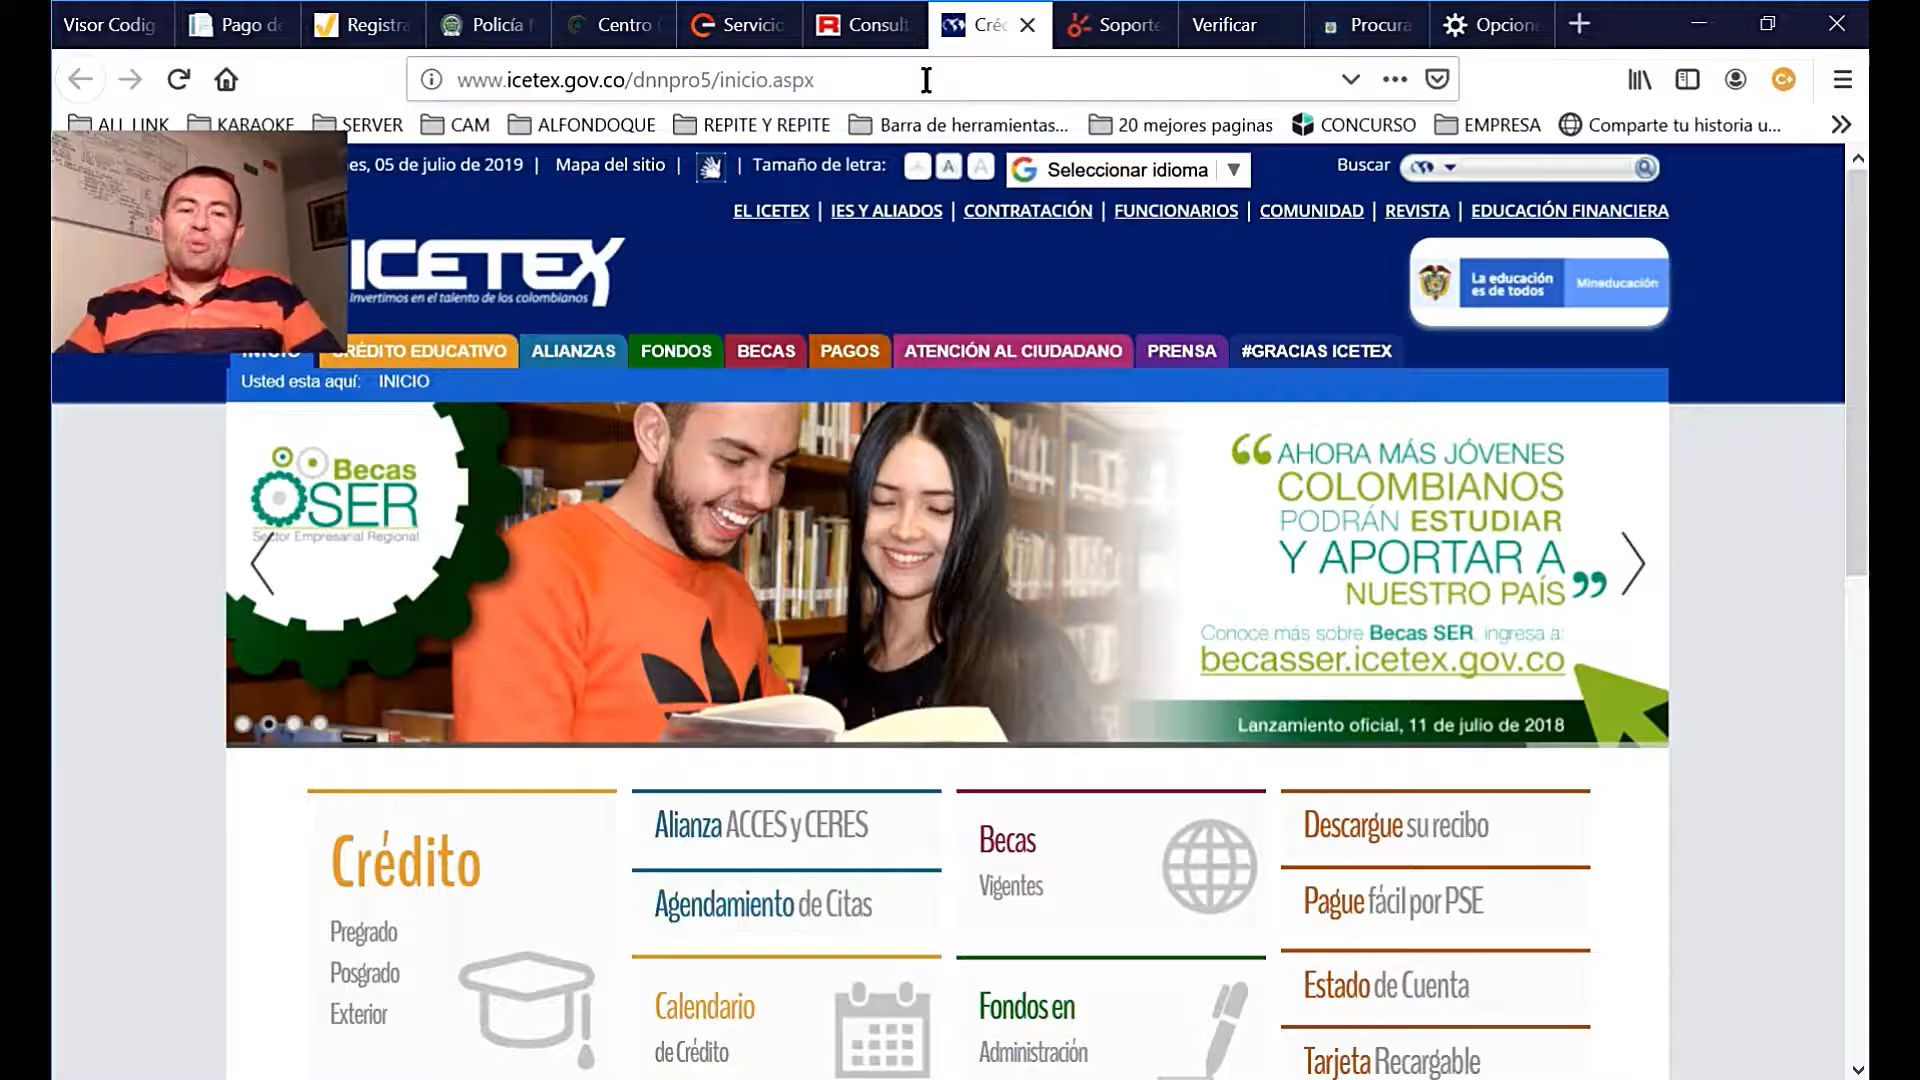 Visor Codig
Pago de
Registra
Policía
Centro
Servicio
Consult
Cré
Soporte
Verificar
Procura
Opcion
www.icetex.gov.co/dnnpro5/inicio.aspx
ALL LINK
KARAOKE
SERVER
CAM
ALFONDOQUE
REPITE Y REPITE
Barra de herramientas...
20 mejores paginas
CONCURSO
EMPRESA
Comparte tu historia u...
es, 05 de julio de 2019 | Mapa del sitio | | Tamaño de letra: A A A
Seleccionar idioma
Buscar
EL ICETEX | IES Y ALIADOS | CONTRATACIÓN | FUNCIONARIOS | COMUNIDAD | REVISTA | EDUCACIÓN FINANCIERA
ICETEX
Invertimos en el talento de los colombianos
La educación
es de todos
Mineducación
INICIO
CRÉDITO EDUCATIVO
ALIANZAS
FONDOS
BECAS
PAGOS
ATENCIÓN AL CIUDADANO
PRENSA
#GRACIAS ICETEX
Usted esta aquí: INICIO
Becas
SER
Sector Empresarial Regional
“AHORA MÁS JÓVENES
COLOMBIANOS
PODRÁN ESTUDIAR
Y APORTAR A
NUESTRO PAÍS”
Conoce más sobre Becas SER, ingresa a:
becasser.icetex.gov.co
Lanzamiento oficial, 11 de julio de 2018
Crédito
Pregrado
Posgrado
Exterior
Alianza ACCES y CERES
Agendamiento de Citas
Calendario
de Crédito
Becas
Vigentes
Fondos en
Administración
Descargue su recibo
Pague fácil por PSE
Estado de Cuenta
Tarjeta Recargable